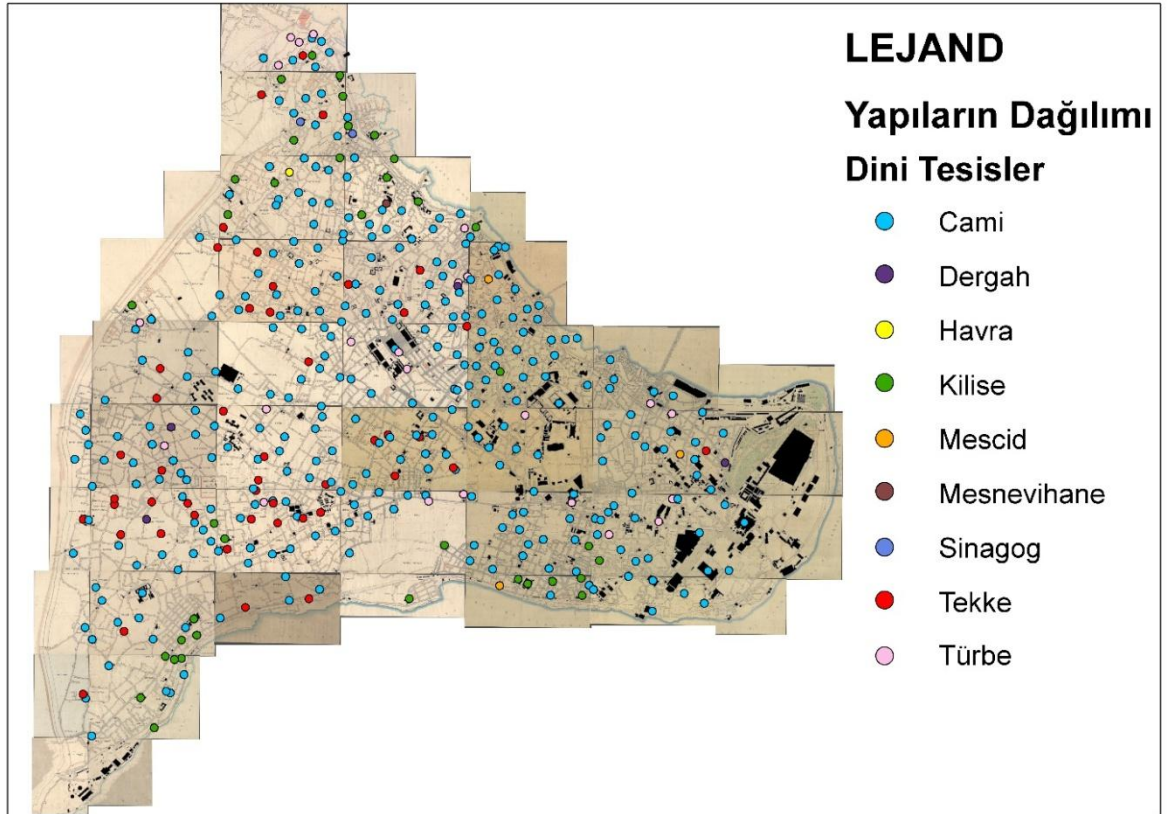 LEJAND
Yapıların Dağılımı
Dini Tesisler
Cami
Dergah
Havra
Kilise
Mescid
Mesnevihane
Sinagog
Tekke
Türbe